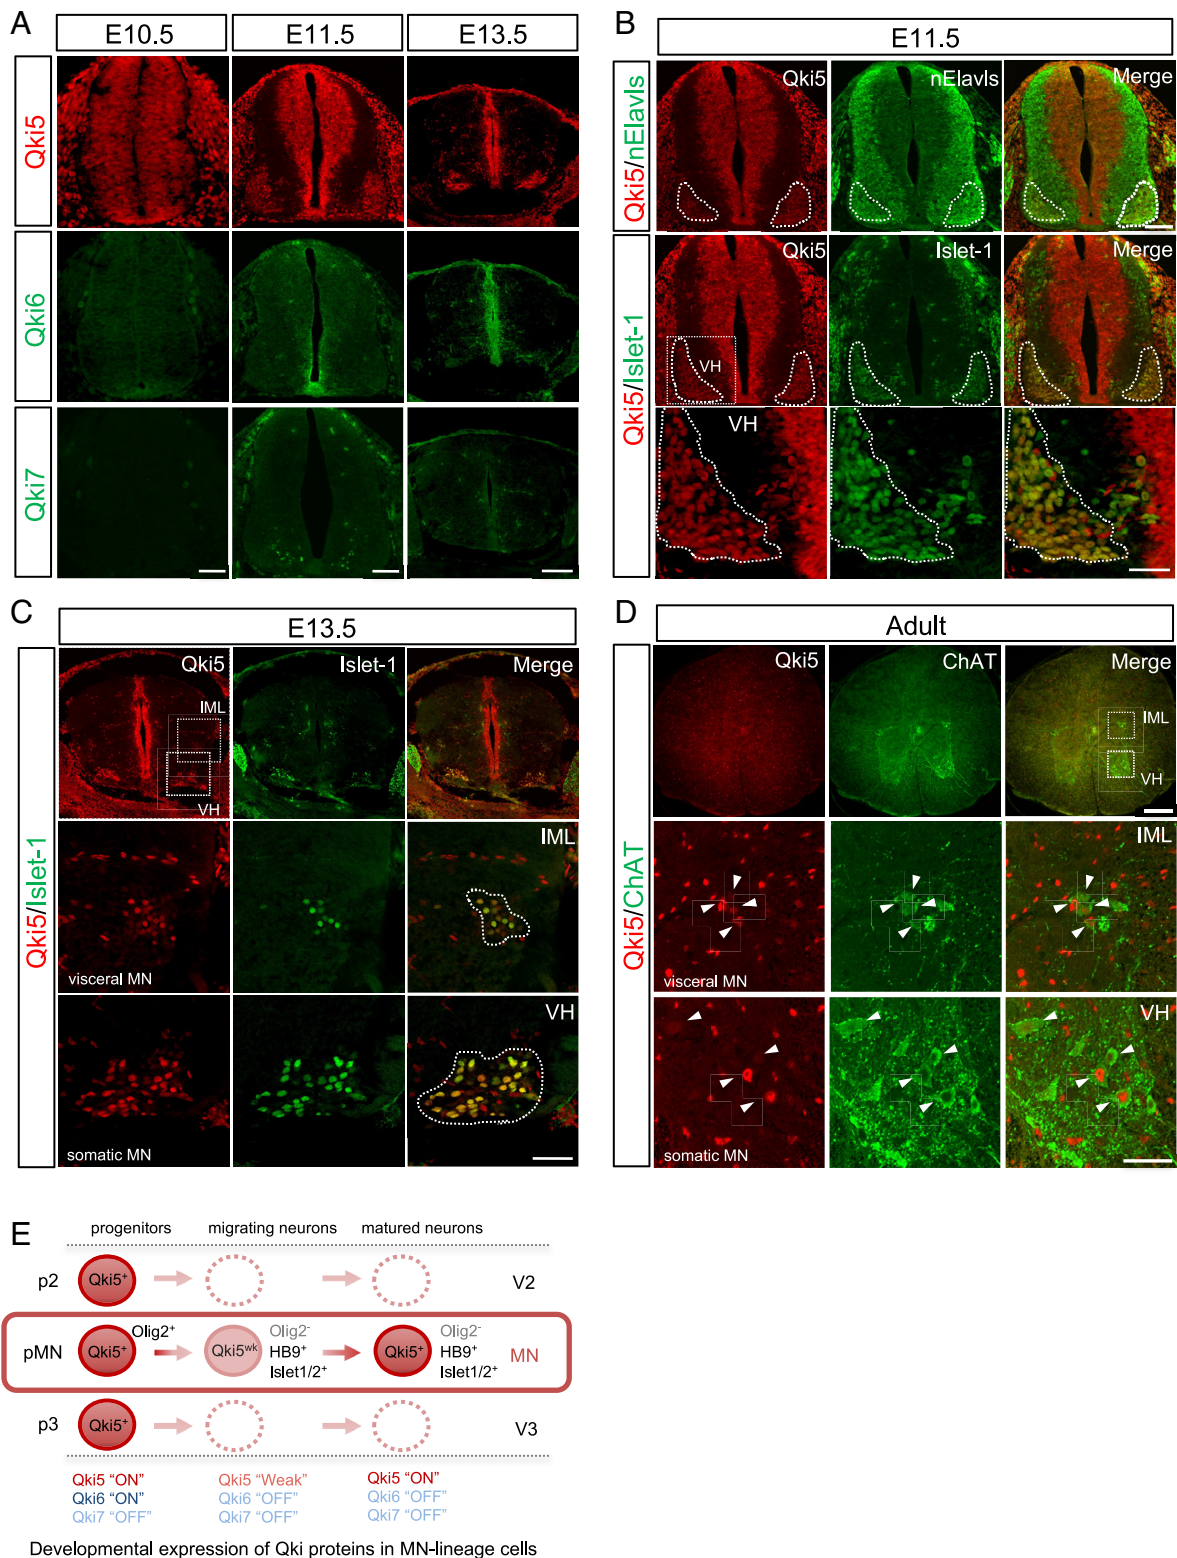 A
E10.5
E11.5
E13.5
Qki5
Qki6
Qki7
B
E11.5
Qki5/nElavls
Qki5
nElavls
Merge
Qki5/Islet-1
Qki5
Islet-1
Merge
VH
VH
C
E13.5
Qki5/Islet-1
Qki5
Islet-1
Merge
IML
VH
IML
visceral MN
VH
somatic MN
D
Adult
Qki5/ChAT
Qki5
ChAT
Merge
IML
VH
IML
visceral MN
VH
somatic MN
E
progenitors migrating neurons matured neurons
p2 Qki5⁺ V2
pMN Qki5⁺ Olig2⁺ Qki5ʷᵏ Olig2⁻ HB9⁺ Islet1/2⁺ Qki5⁺ Olig2⁻ HB9⁺ Islet1/2⁺ MN
p3 Qki5⁺ V3
Qki5 “ON” Qki5 “Weak” Qki5 “ON”
Qki6 “ON” Qki6 “OFF” Qki6 “OFF”
Qki7 “OFF” Qki7 “OFF” Qki7 “OFF”
Developmental expression of Qki proteins in MN-lineage cells